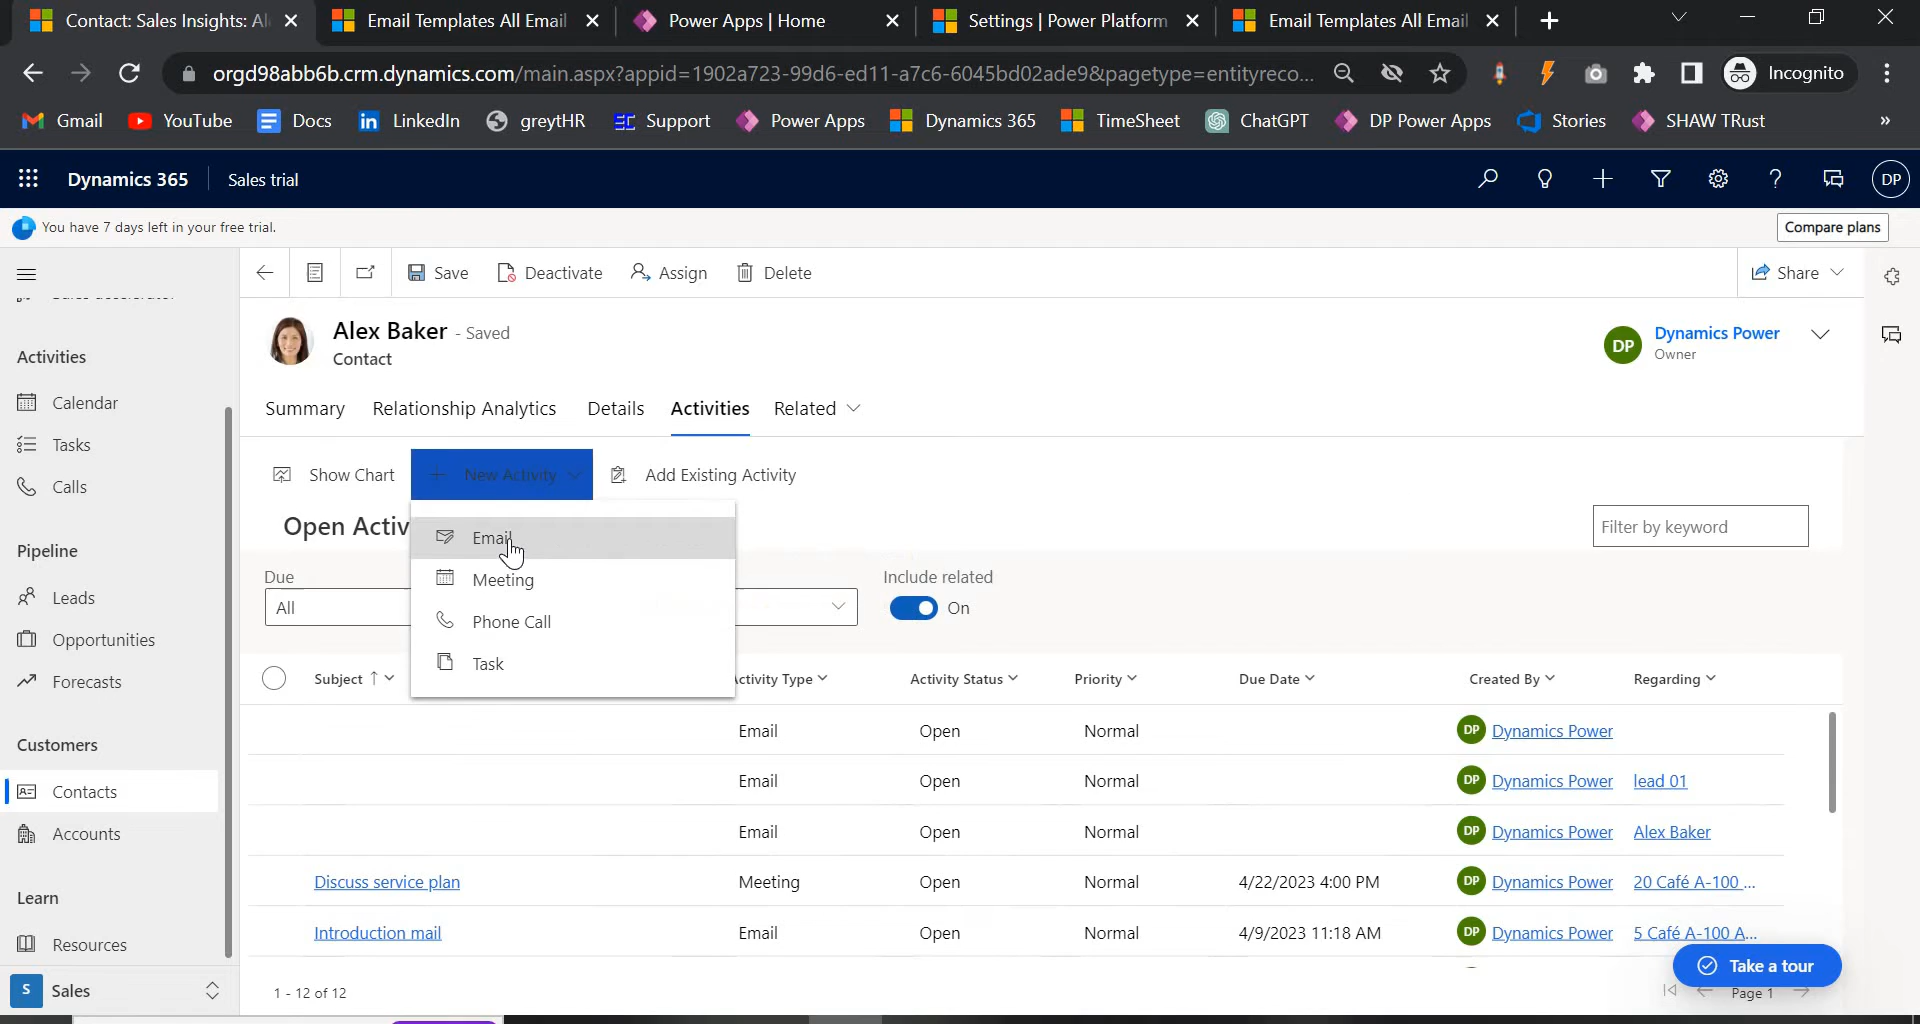 Contact: Sales Insights: Al
Email Templates All Email
Power Apps | Home
Settings | Power Platform
Email Templates All Email
orgd98abb6b.crm.dynamics.com/main.aspx?appid=1902a723-99d6-ed11-a7c6-6045bd02ade9&pagetype=entityreco...
Incognito
Gmail
YouTube
Docs
LinkedIn
greytHR
Support
Power Apps
Dynamics 365
TimeSheet
ChatGPT
DP Power Apps
Stories
SHAW TRust
»
Dynamics 365
Sales trial
DP
You have 7 days left in your free trial.
Compare plans
Save
Deactivate
Assign
Delete
Share
Alex Baker - Saved
Contact
DP
Dynamics Power
Owner
Summary
Relationship Analytics
Details
Activities
Related
Activities
Calendar
Tasks
Calls
Pipeline
Leads
Opportunities
Forecasts
Customers
Contacts
Accounts
Learn
Resources
S
Sales
Show Chart
New Activity
Add Existing Activity
Open Activ
Email
Meeting
Phone Call
Task
Filter by keyword
Due
All
Include related
On
Subject
Activity Type
Activity Status
Priority
Due Date
Created By
Regarding
Email Open Normal DP Dynamics Power
Email Open Normal DP Dynamics Power lead 01
Email Open Normal DP Dynamics Power Alex Baker
Discuss service plan Meeting Open Normal 4/22/2023 4:00 PM DP Dynamics Power 20 Café A-100 ...
Introduction mail Email Open Normal 4/9/2023 11:18 AM DP Dynamics Power 5 Café A-100 A...
Take a tour
1 - 12 of 12
Page 1